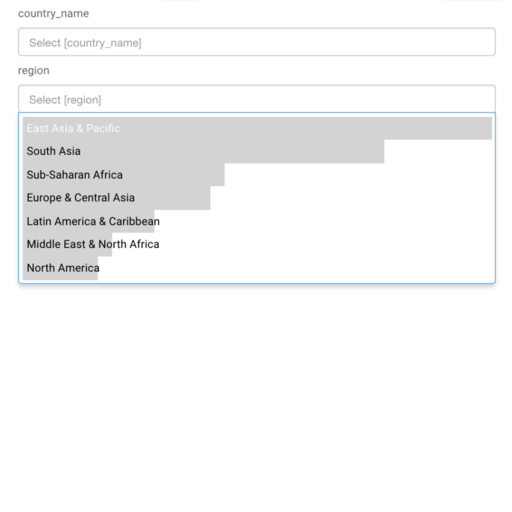 country_name
Select [country_name]
region
Select [region]
East Asia & Pacific
South Asia
Sub-Saharan Africa
Europe & Central Asia
Latin America & Caribbean
Middle East & North Africa
North America